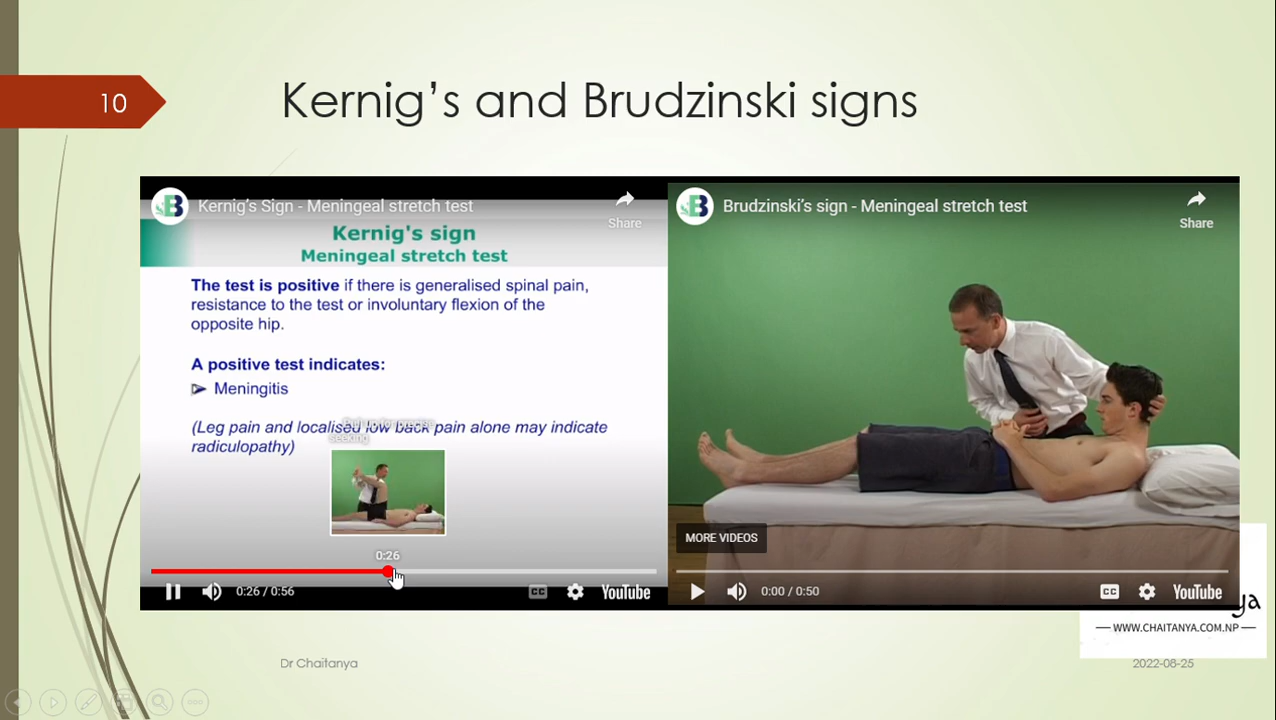 10
Kernig's and Brudzinski signs
Kernig's Sign - Meningeal stretch test
Share
Kernig's sign
Meningeal stretch test
The test is positive if there is generalised spinal pain,
resistance to the test or involuntary flexion of the
opposite hip.
A positive test indicates:
➢ Meningitis
(Leg pain and localised low back pain alone may indicate
radiculopathy)
seeking
0:26
0:26 / 0:56
CC
YouTube
Brudzinski's sign - Meningeal stretch test
Share
MORE VIDEOS
0:00 / 0:50
CC
YouTube
ya
— WWW.CHAITANYA.COM.NP —
Dr Chaitanya
2022-08-25